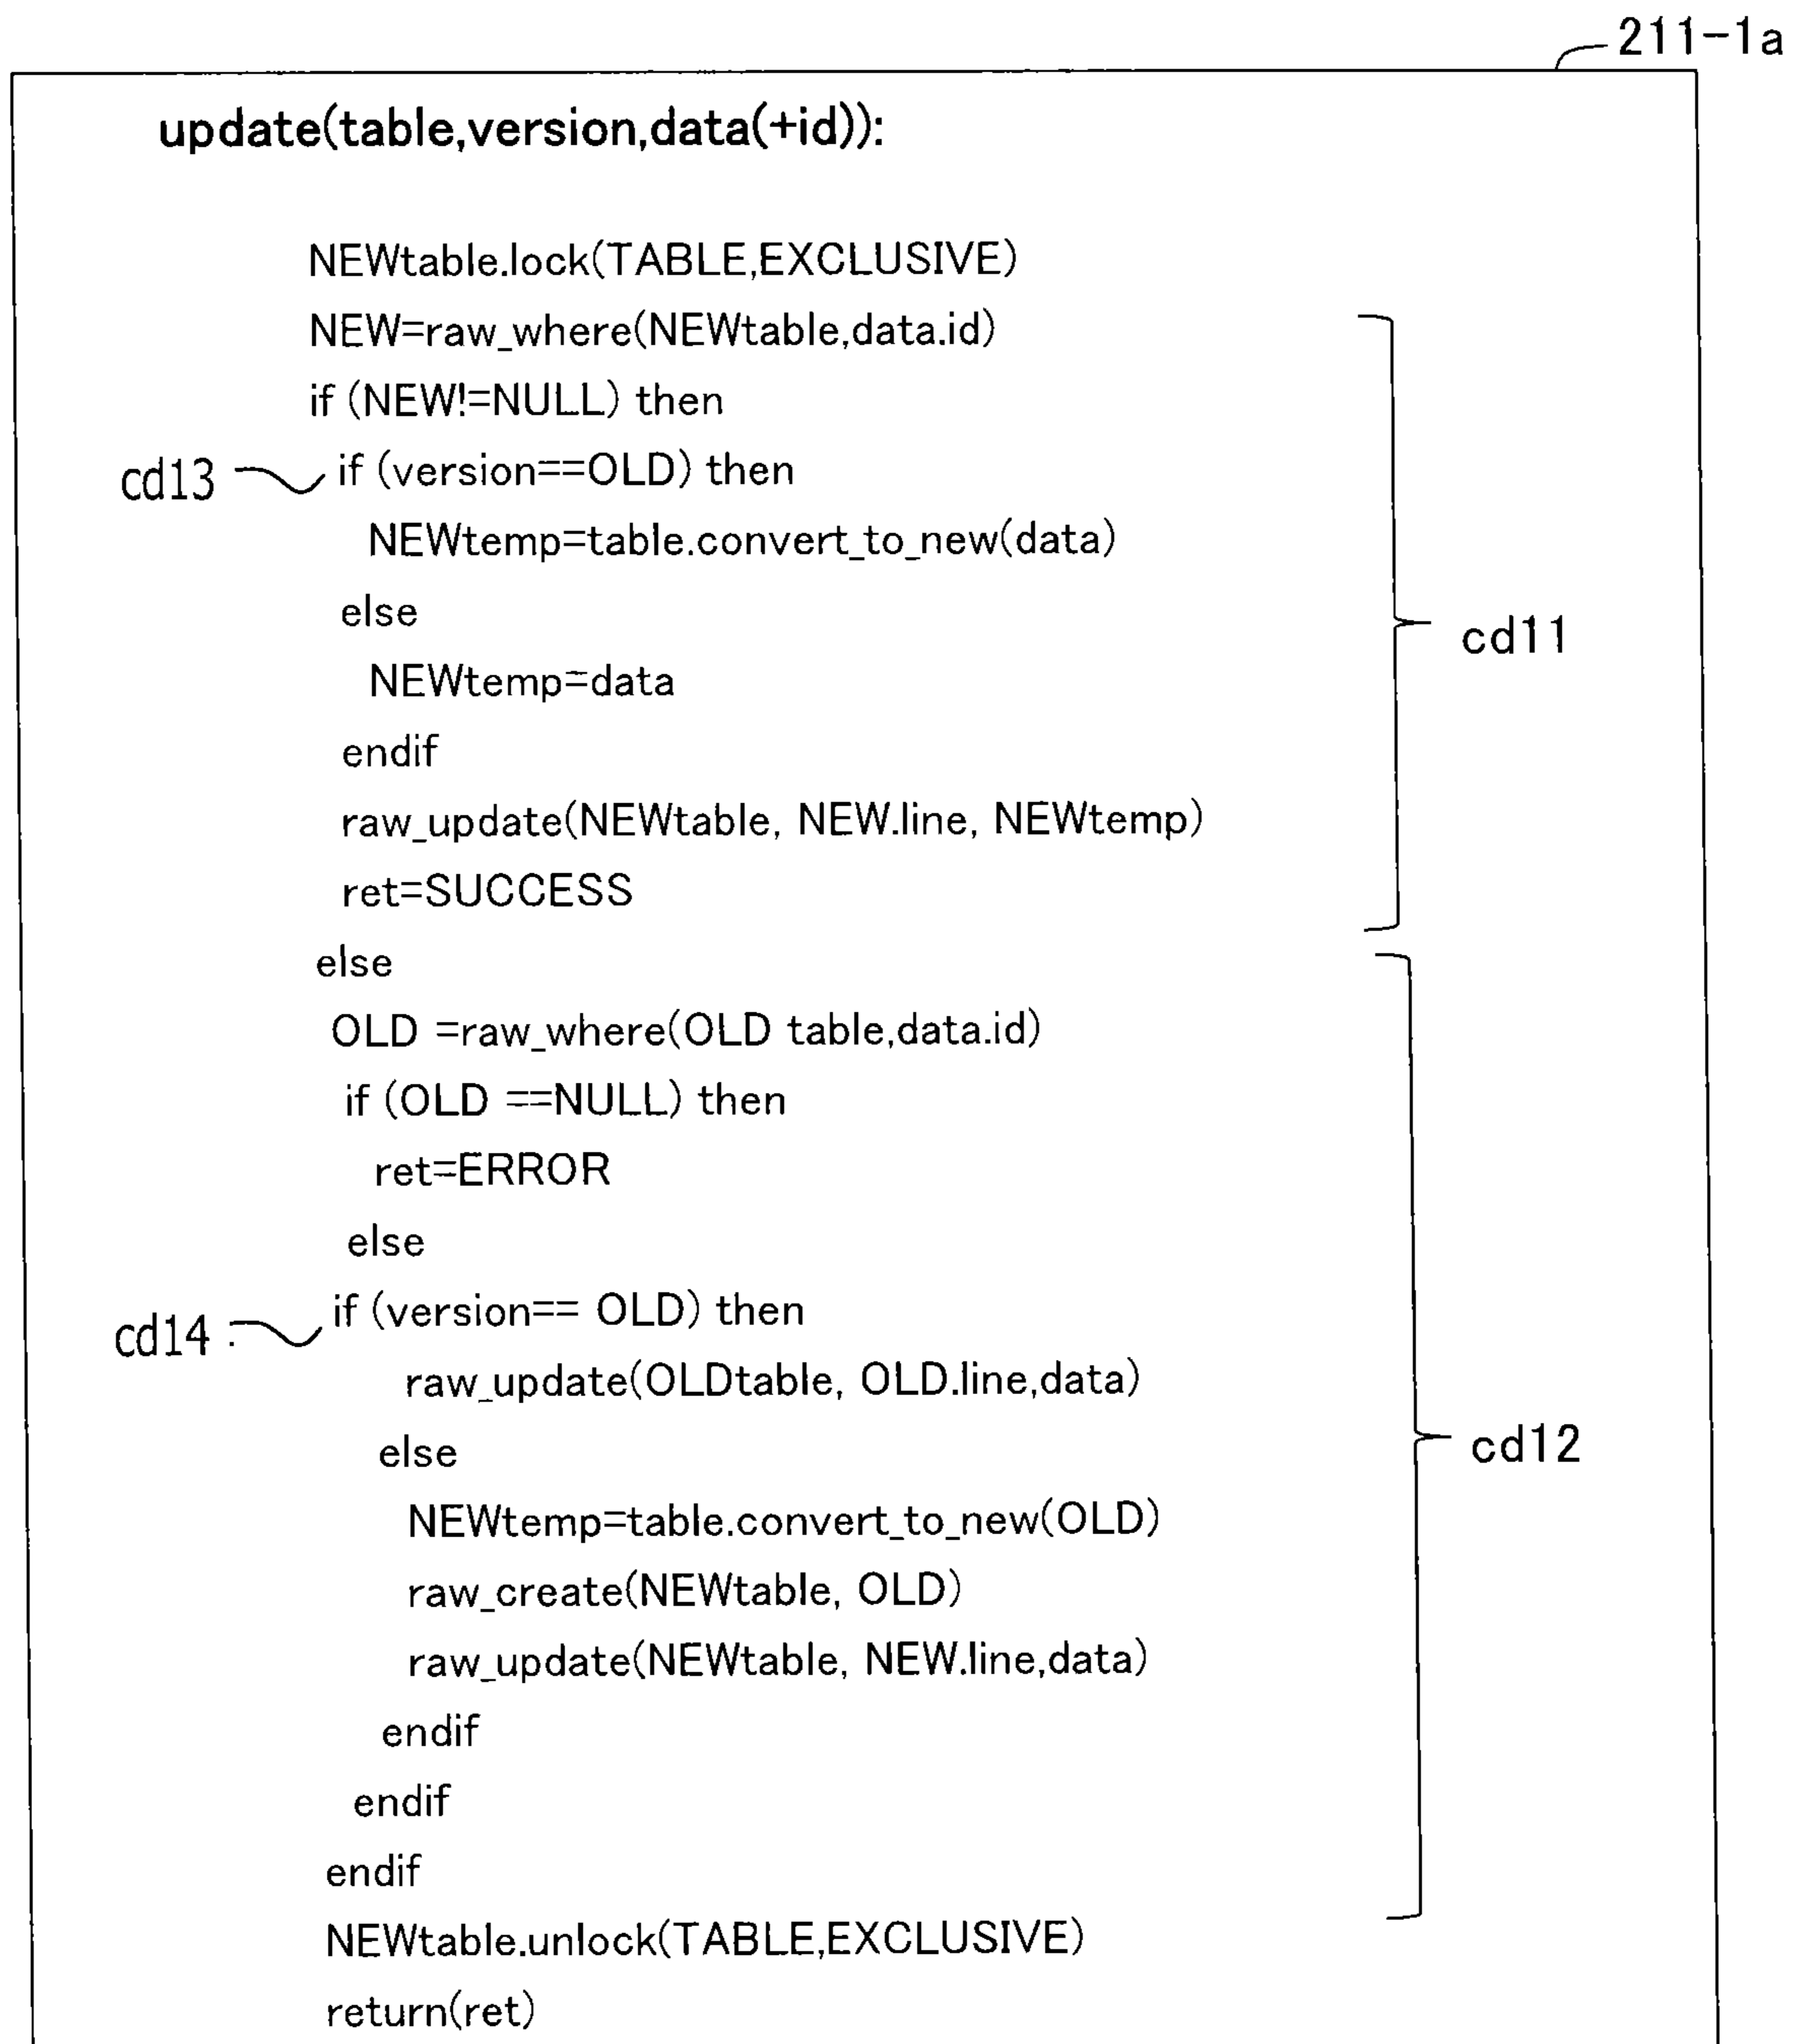 211-1a
update(table,version,data(+id)):
NEWtable.lock(TABLE,EXCLUSIVE)
NEW=raw_where(NEWtable,data.id)
if (NEW!=NULL) then
cd13 if (version==OLD) then
NEWtemp=table.convert_to_new(data)
else
cd11
NEWtemp=data
endif
raw_update(NEWtable, NEW.line, NEWtemp)
ret=SUCCESS
else
OLD =raw_where(OLD table,data.id)
if (OLD ==NULL) then
ret=ERROR
else
cd14 if (version== OLD) then
raw_update(OLDtable, OLD.line,data)
else
cd12
NEWtemp=table.convert_to_new(OLD)
raw_create(NEWtable, OLD)
raw_update(NEWtable, NEW.line,data)
endif
endif
endif
NEWtable.unlock(TABLE,EXCLUSIVE)
return(ret)